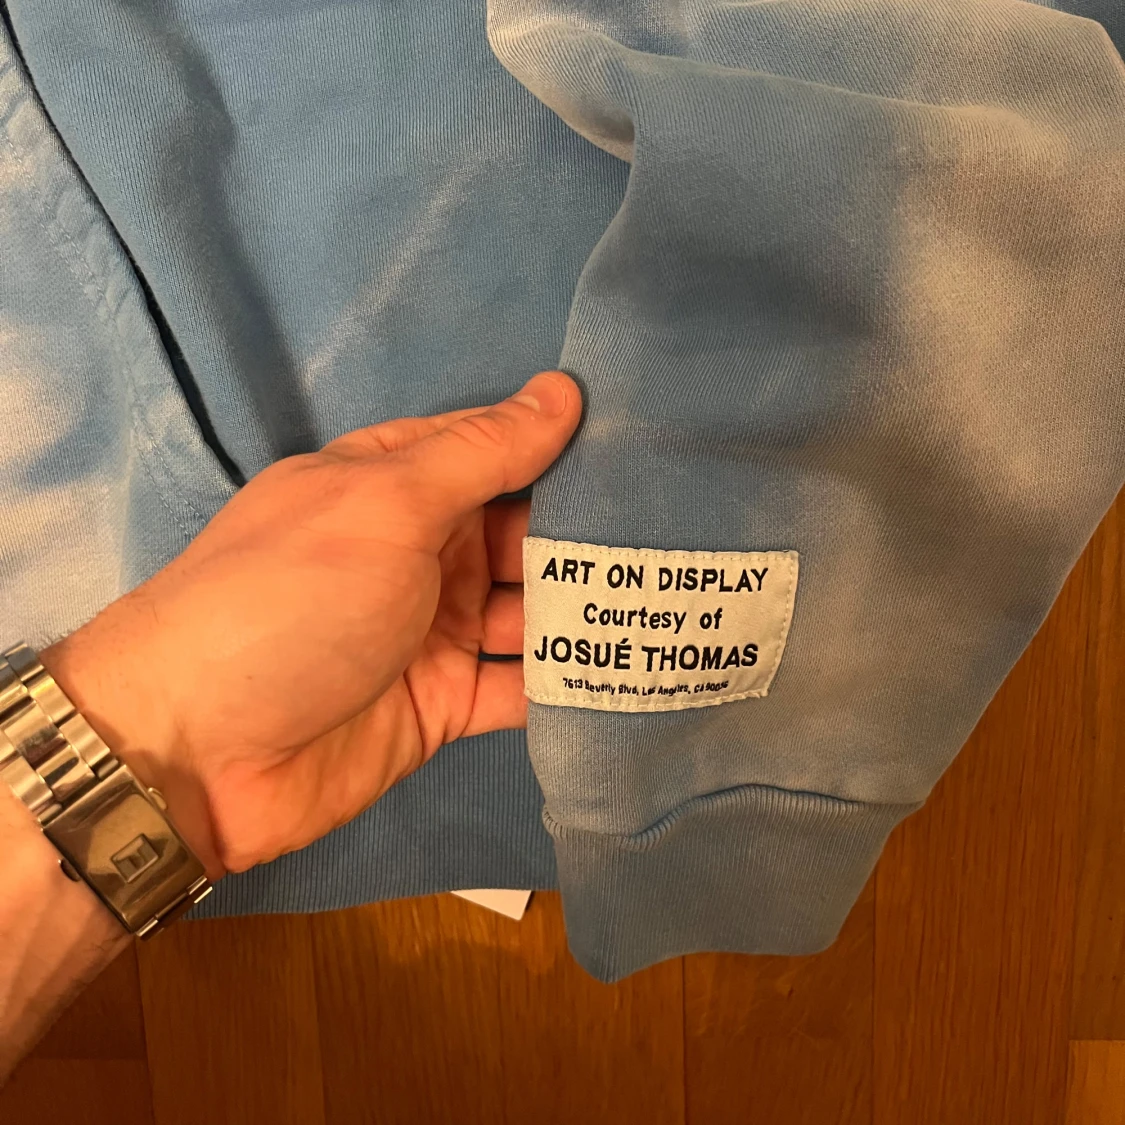 ART ON DISPLAY
Courtesy of
JOSUÉ THOMAS
7613 Beverly Blvd, Los Angeles, CA 90036